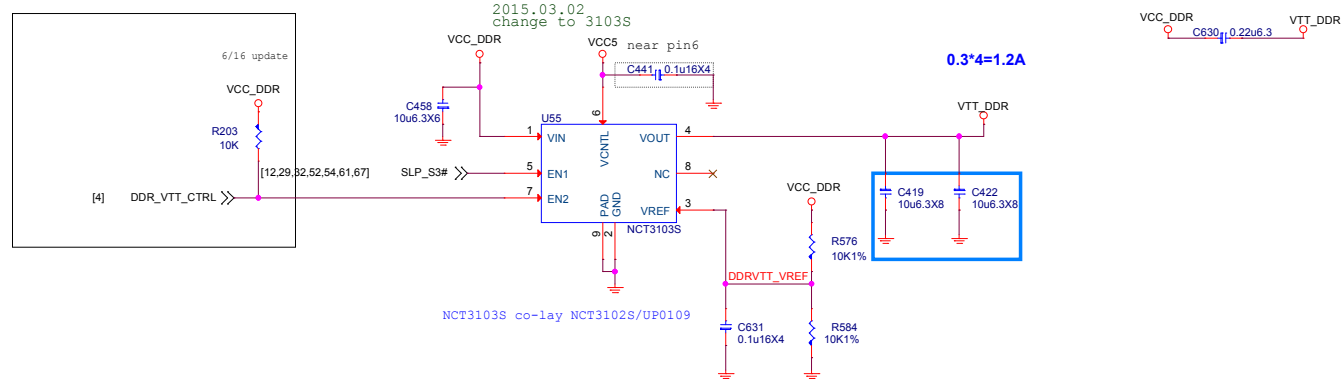 2015.03.02
change to 3103S
VCC_DDR
C630
0.22u6.3
VTT_DDR
6/16 update
VCC_DDR
R203
10K
[12,29,32,52,54,61,67]
[4]
DDR_VTT_CTRL
VCC_DDR
C458
10u6.3X6
SLP_S3#
VCC5
near pin6
C441
0.1u16X4
U55
1
VIN
5
EN1
7
EN2
6
VCNTL
VOUT
4
NC
8
VREF
3
PAD
GND
9
2
NCT3103S
NCT3103S co-lay NCT3102S/UP0109
0.3*4=1.2A
VTT_DDR
C419
10u6.3X8
C422
10u6.3X8
VCC_DDR
R576
10K1%
DDRVTT_VREF
C631
0.1u16X4
R584
10K1%